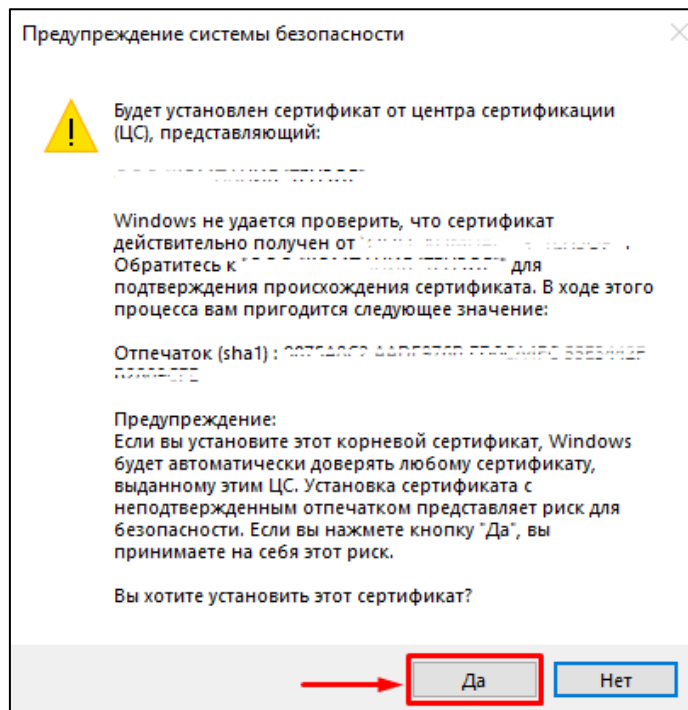 Предупреждение системы безопасности
Будет установлен сертификат от центра сертификации
(ЦС), представляющий:
Windows не удается проверить, что сертификат
действительно получен от
Обратитесь к для
подтверждения происхождения сертификата. В ходе этого
процесса вам пригодится следующее значение:
Отпечаток (sha1) :
Предупреждение:
Если вы установите этот корневой сертификат, Windows
будет автоматически доверять любому сертификату,
выданному этим ЦС. Установка сертификата с
неподтвержденным отпечатком представляет риск для
безопасности. Если вы нажмете кнопку "Да", вы
принимаете на себя этот риск.
Вы хотите установить этот сертификат?
Да
Нет